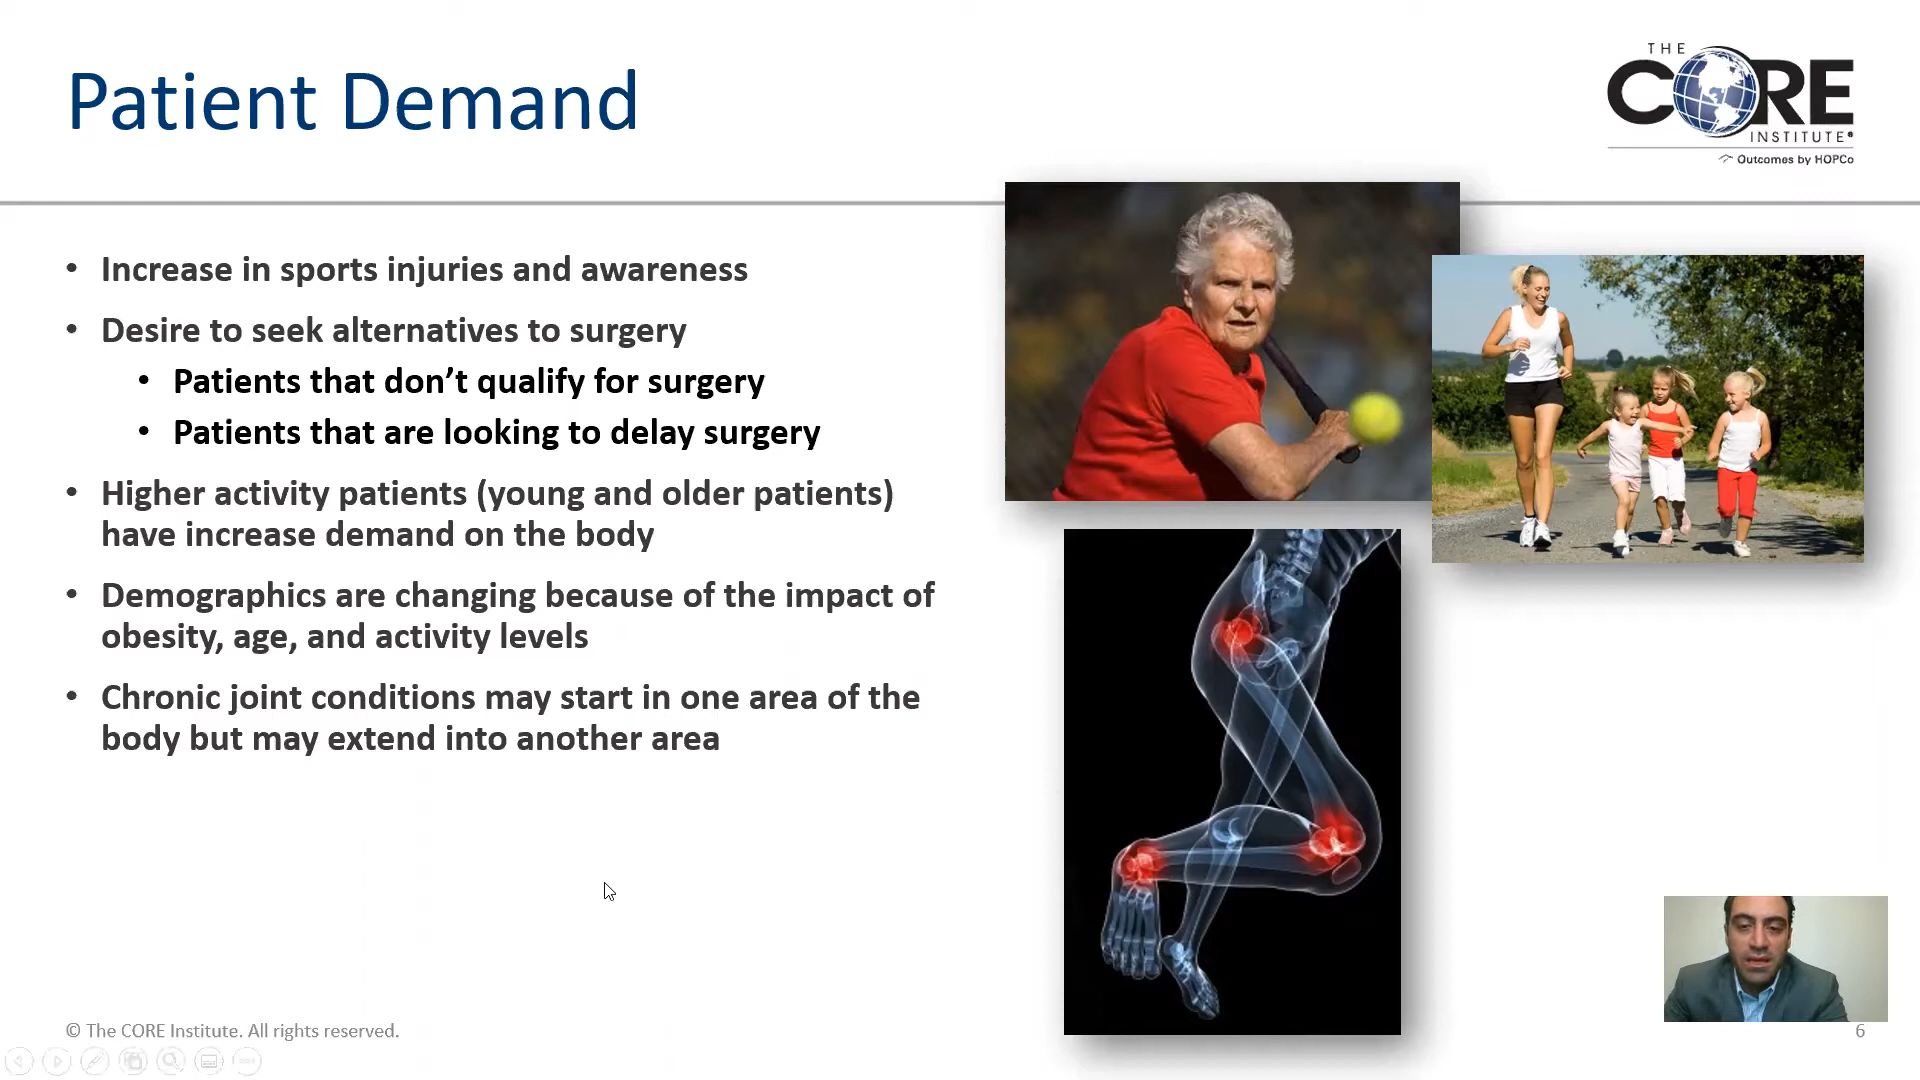 Patient Demand
THE
CORE
INSTITUTE®
Outcomes by HOPCo
• Increase in sports injuries and awareness
• Desire to seek alternatives to surgery
• Patients that don’t qualify for surgery
• Patients that are looking to delay surgery
• Higher activity patients (young and older patients)
have increase demand on the body
• Demographics are changing because of the impact of
obesity, age, and activity levels
• Chronic joint conditions may start in one area of the
body but may extend into another area
© The CORE Institute. All rights reserved.
6